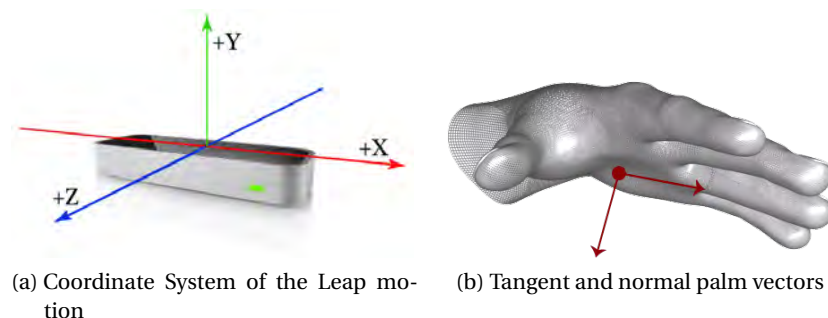 +Y
+X
+Z
(a) Coordinate System of the Leap mo-
tion
(b) Tangent and normal palm vectors